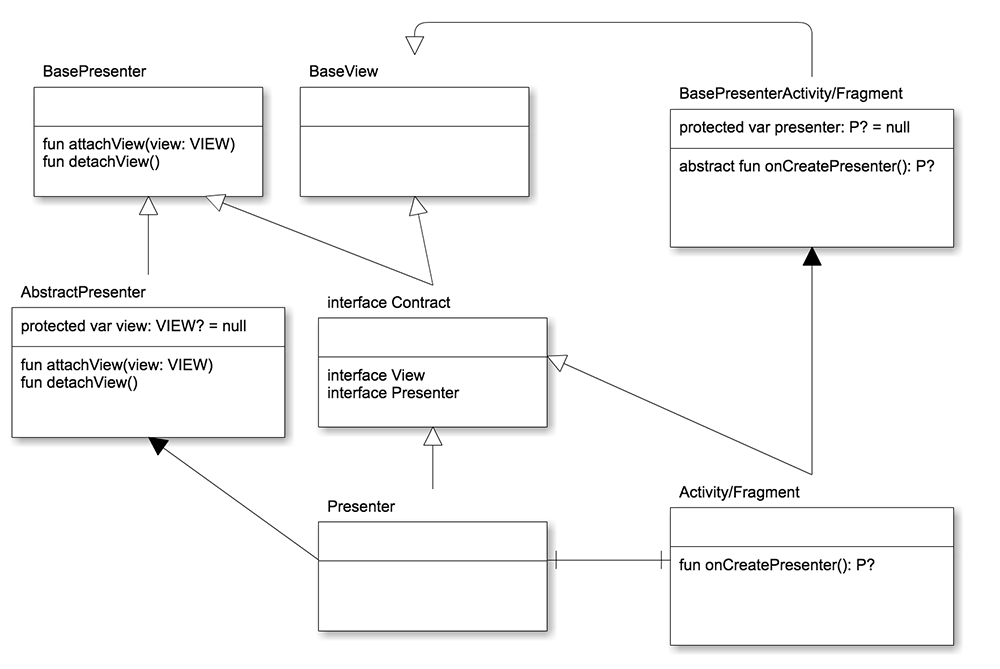 BasePresenter
fun attachView(view: VIEW)
fun detachView()
BaseView
BasePresenterActivity/Fragment
protected var presenter: P? = null
abstract fun onCreatePresenter(): P?
AbstractPresenter
protected var view: VIEW? = null
fun attachView(view: VIEW)
fun detachView()
interface Contract
interface View
interface Presenter
Presenter
Activity/Fragment
fun onCreatePresenter(): P?